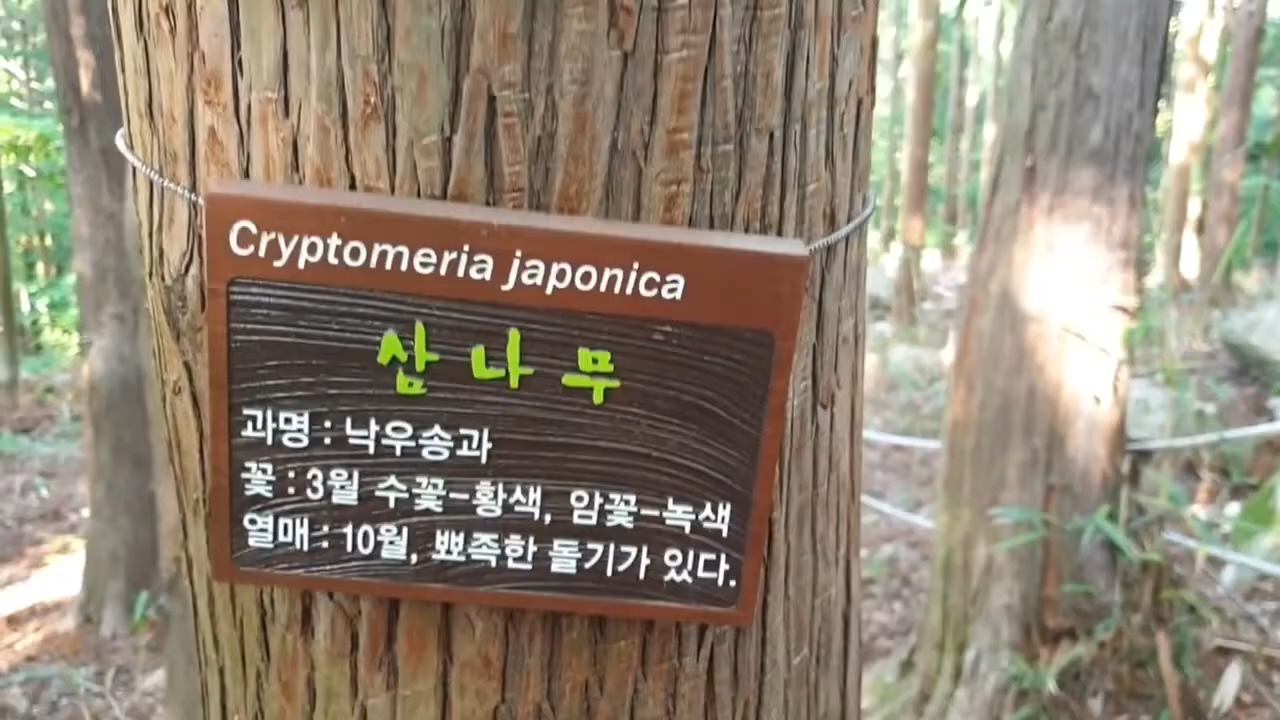 Cryptomeria japonica
삼 나 무
과명 : 낙우송과
꽃 : 3월 수꽃-황색, 암꽃-녹색
열매 : 10월, 뾰족한 돌기가 있다.